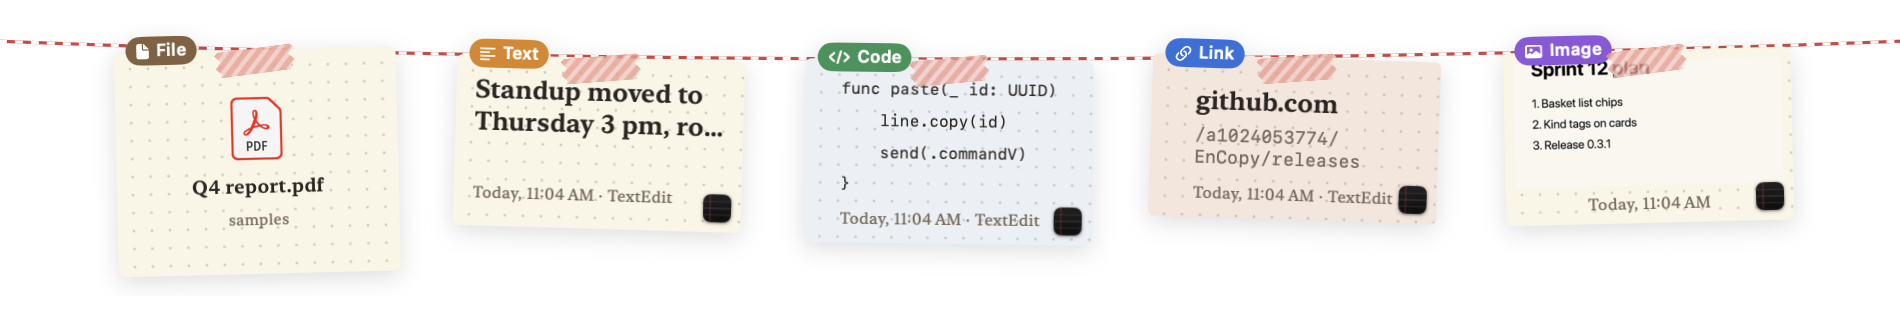 File
PDF
Q4 report.pdf
samples
Text
Standup moved to
Thursday 3 pm, ro...
Today, 11:04 AM · TextEdit
</> Code
func paste(_ id: UUID)
line.copy(id)
send(.commandV)
}
Today, 11:04 AM · TextEdit
Link
github.com
/a1024053774/
EnCopy/releases
Today, 11:04 AM · TextEdit
Image
Sprint 12 plan
1. Basket list chips
2. Kind tags on cards
3. Release 0.3.1
Today, 11:04 AM